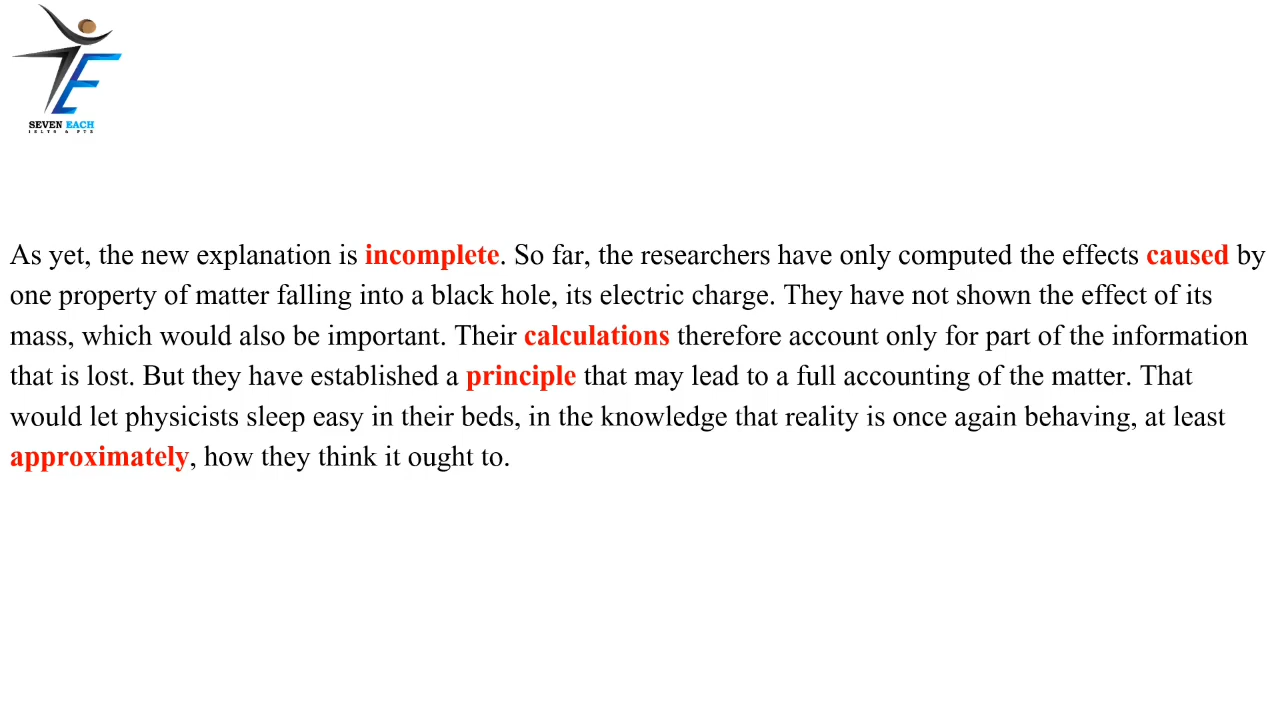 SEVEN EACH
IELTS & PTE
As yet, the new explanation is incomplete. So far, the researchers have only computed the effects caused by
one property of matter falling into a black hole, its electric charge. They have not shown the effect of its
mass, which would also be important. Their calculations therefore account only for part of the information
that is lost. But they have established a principle that may lead to a full accounting of the matter. That
would let physicists sleep easy in their beds, in the knowledge that reality is once again behaving, at least
approximately, how they think it ought to.